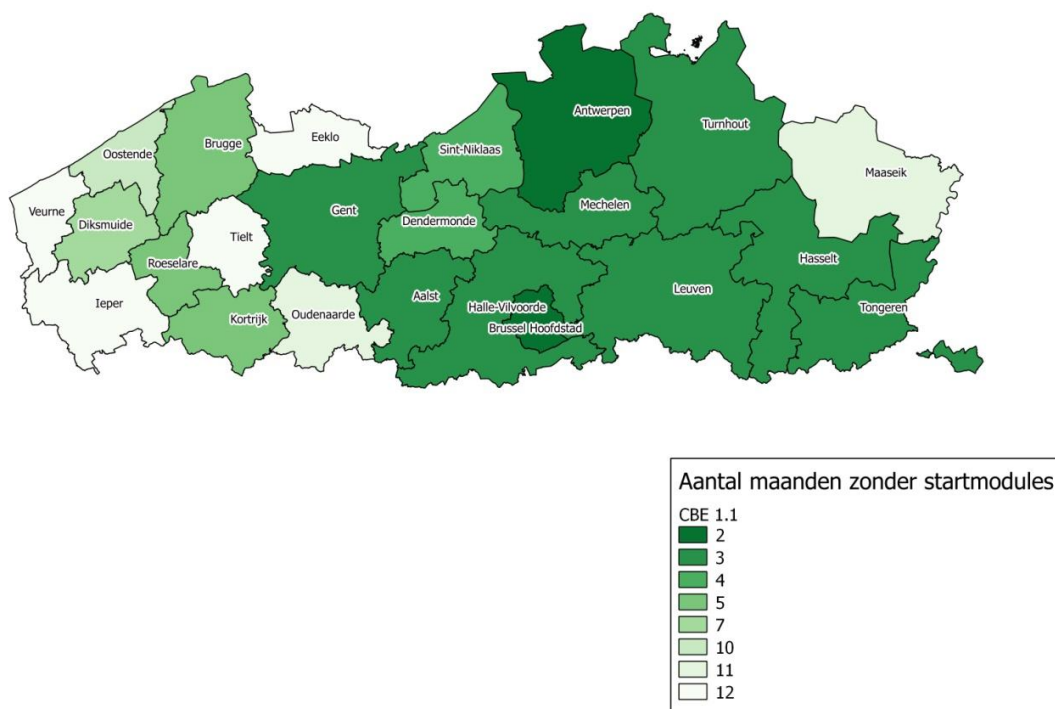 Antwerpen
Turnhout
Eeklo
Brugge
Sint-Niklaas
Oostende
Maaseik
Mechelen
Veurne
Gent
Dendermonde
Diksmuide
Tielt
Hasselt
Roeselare
Leuven
Aalst
Ieper
Halle-Vilvoorde
Tongeren
Oudenaarde
Kortrijk
Brussel Hoofdstad
Aantal maanden zonder startmodules
CBE 1.1
2
3
4
5
7
10
11
12